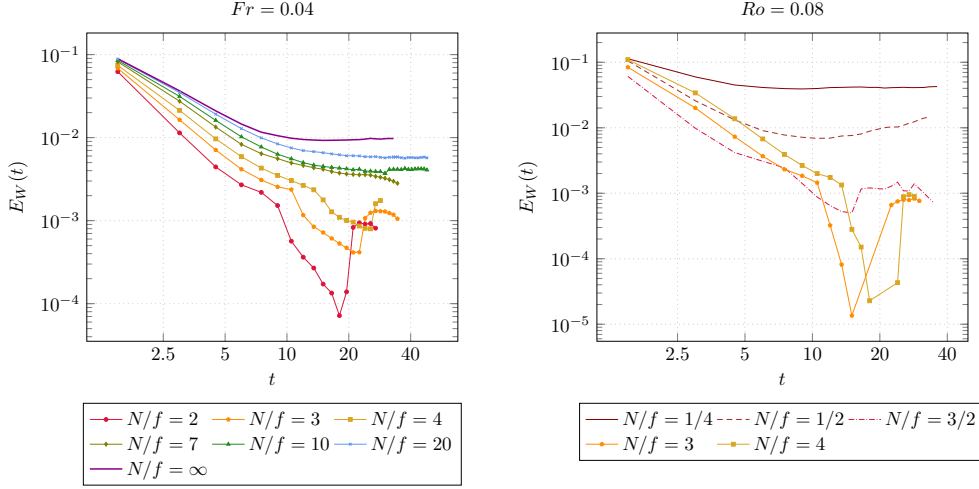 Fr = 0.04
E_W(t)
10^{-1}
10^{-2}
10^{-3}
10^{-4}
2.5 5 10 20 40
t
N/f = 2 N/f = 3 N/f = 4
N/f = 7 N/f = 10 N/f = 20
N/f = ∞
Ro = 0.08
E_W(t)
10^{-1}
10^{-2}
10^{-3}
10^{-4}
10^{-5}
2.5 5 10 20 40
t
N/f = 1/4 N/f = 1/2 N/f = 3/2
N/f = 3 N/f = 4